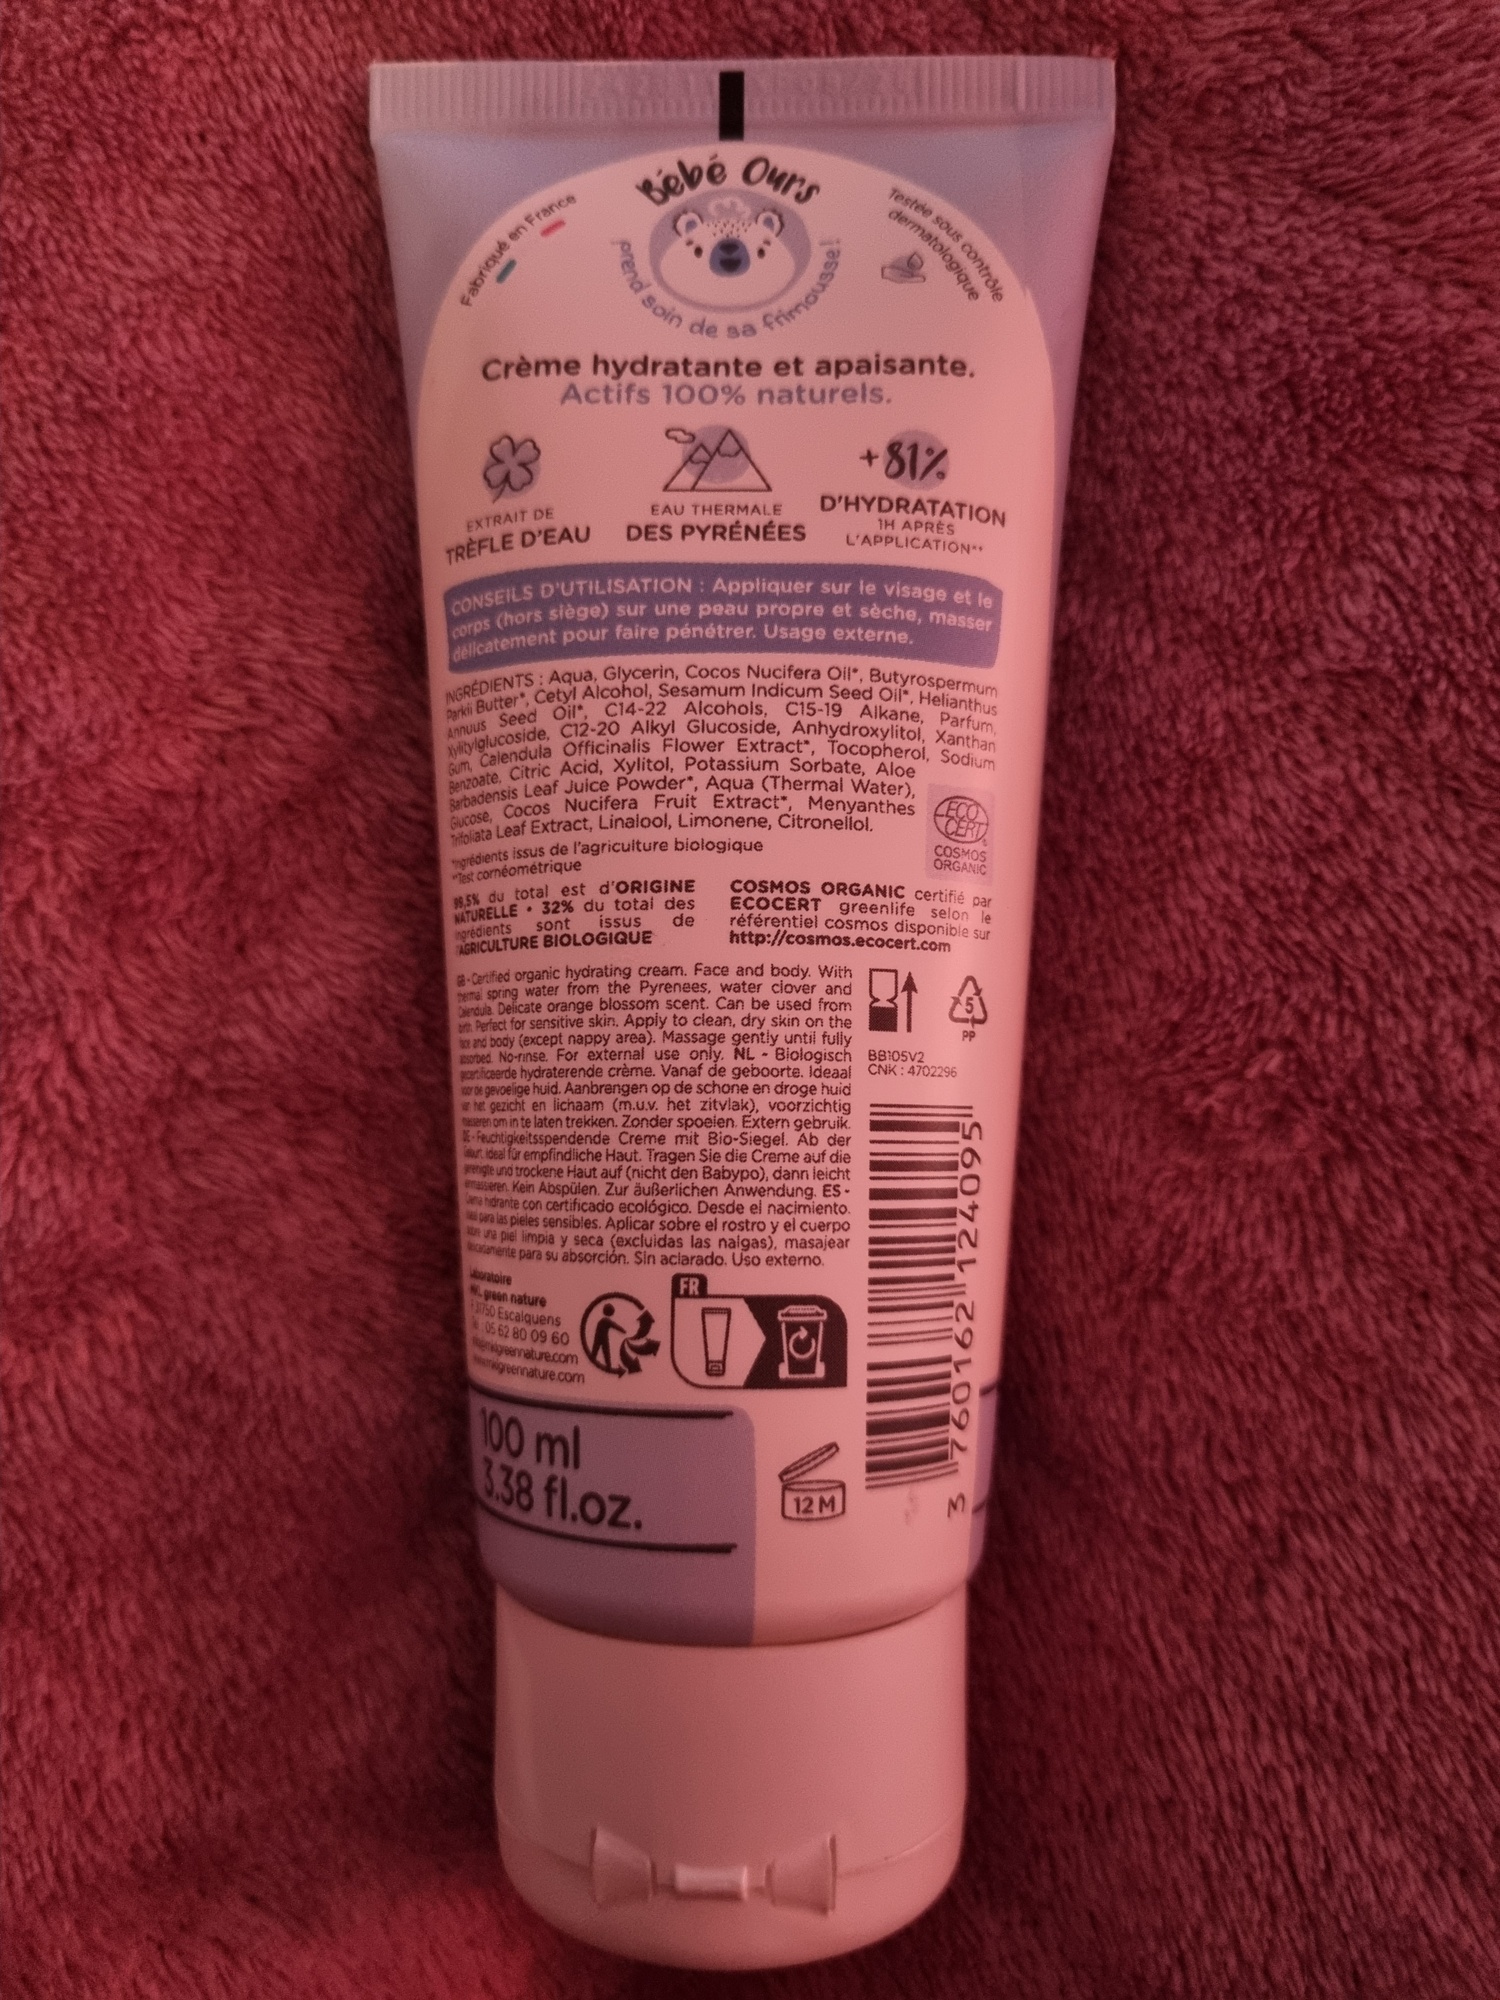 Bébé Ours
prend soin de sa frimousse!
Fabriqué en France
Testée sous contrôle
dermatologique
Crème hydratante et apaisante.
Actifs 100% naturels.
EXTRAIT DE
TRÈFLE D'EAU
EAU THERMALE
DES PYRÉNÉES
+81%
D'HYDRATATION
1H APRÈS
L'APPLICATION**
CONSEILS D'UTILISATION : Appliquer sur le visage et le
corps (hors siège) sur une peau propre et sèche, masser
délicatement pour faire pénétrer. Usage externe.
INGRÉDIENTS : Aqua, Glycerin, Cocos Nucifera Oil*, Butyrospermum
Parkii Butter*, Cetyl Alcohol, Sesamum Indicum Seed Oil*, Helianthus
Annuus Seed Oil*, C14-22 Alcohols, C15-19 Alkane, Parfum,
Xylitylglucoside, C12-20 Alkyl Glucoside, Anhydroxylitol, Xanthan
Gum, Calendula Officinalis Flower Extract*, Tocopherol, Sodium
Benzoate, Citric Acid, Xylitol, Potassium Sorbate, Aloe
Barbadensis Leaf Juice Powder*, Aqua (Thermal Water),
Glucose, Cocos Nucifera Fruit Extract*, Menyanthes
Trifoliata Leaf Extract, Linalool, Limonene, Citronellol.
ECO
CERT
COSMOS
ORGANIC
*Ingrédients issus de l'agriculture biologique
**Test cornéométrique
99,5% du total est d'ORIGINE
NATURELLE • 32% du total des
ingrédients sont issus de
l'AGRICULTURE BIOLOGIQUE
COSMOS ORGANIC certifié par
ECOCERT greenlife selon le
référentiel cosmos disponible sur
http://cosmos.ecocert.com
GB - Certified organic hydrating cream. Face and body. With
thermal spring water from the Pyrenees, water clover and
Calendula. Delicate orange blossom scent. Can be used from
birth. Perfect for sensitive skin. Apply to clean, dry skin on the
face and body (except nappy area). Massage gently until fully
absorbed. No-rinse. For external use only. NL - Biologisch
gecertificeerde hydraterende crème. Vanaf de geboorte. Ideaal
voor de gevoelige huid. Aanbrengen op de schone en droge huid
van het gezicht en lichaam (m.u.v. het zitvlak), voorzichtig
masseren om in te laten trekken. Zonder spoelen. Extern gebruik.
DE - Feuchtigkeitsspendende Creme mit Bio-Siegel. Ab der
Geburt. Ideal für empfindliche Haut. Tragen Sie die Creme auf die
gereinigte und trockene Haut auf (nicht den Babypo), dann leicht
einmassieren. Kein Abspülen. Zur äußerlichen Anwendung. ES -
Crema hidrante con certificado ecológico. Desde el nacimiento.
Ideal para las pieles sensibles. Aplicar sobre el rostro y el cuerpo
sobre una piel limpia y seca (excluidas las nalgas), masajear
delicadamente para su absorción. Sin aclarado. Uso externo.
5
PP
BB105V2
CNK : 4702296
3 760162 124095
Laboratoire
MKL green nature
F 31750 Escalquens
Tél : 05 62 80 09 60
info@mklgreennature.com
www.mklgreennature.com
FR
100 ml
3.38 fl.oz.
12 M